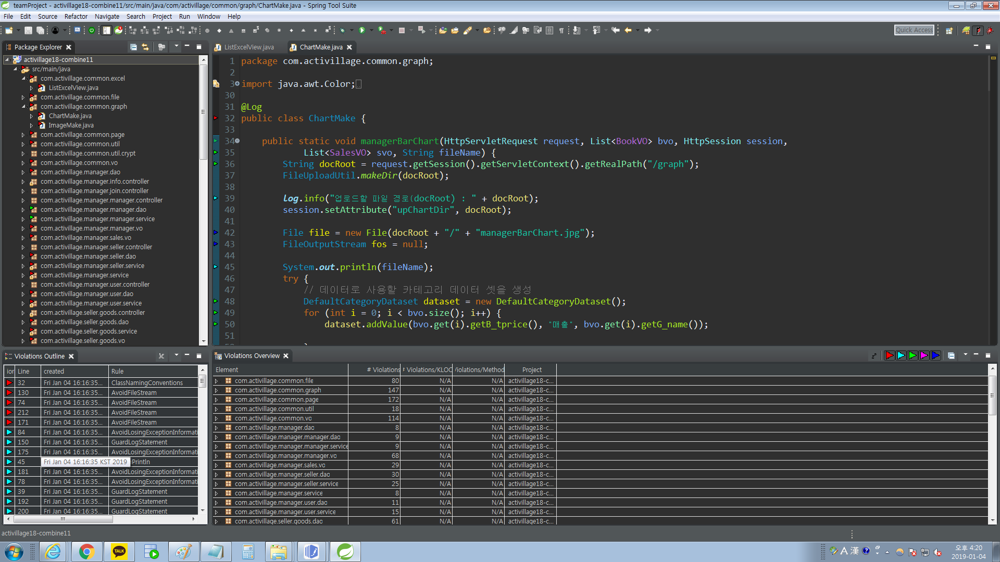 teamProject - activillage18-combine11/src/main/java/com/activillage/common/graph/ChartMake.java - Spring Tool Suite
File Edit Source Refactor Navigate Search Project Run Window Help
Quick Access
Package Explorer
activillage18-combine11
src/main/java
com.activillage.common.excel
ListExcelView.java
com.activillage.common.file
com.activillage.common.graph
ChartMake.java
ImageMake.java
com.activillage.common.page
com.activillage.common.util
com.activillage.common.util.crypt
com.activillage.common.vo
com.activillage.manager.dao
com.activillage.manager.info.controller
com.activillage.manager.join.controller
com.activillage.manager.manager.controller
com.activillage.manager.manager.dao
com.activillage.manager.manager.service
com.activillage.manager.manager.vo
com.activillage.manager.sales.vo
com.activillage.manager.seller.controller
com.activillage.manager.seller.dao
com.activillage.manager.seller.service
com.activillage.manager.service
com.activillage.manager.user.controller
com.activillage.manager.user.dao
com.activillage.manager.user.service
com.activillage.seller.goods.controller
com.activillage.seller.goods.dao
com.activillage.seller.goods.service
com.activillage.seller.goods.vo
ListExcelView.java ChartMake.java
1 package com.activillage.common.graph;
2
3 import java.awt.Color;
30
31 @Log
32 public class ChartMake {
33
34 public static void managerBarChart(HttpServletRequest request, List<BookVO> bvo, HttpSession session,
35 List<SalesVO> svo, String fileName) {
36 String docRoot = request.getSession().getServletContext().getRealPath("/graph");
37 FileUploadUtil.makeDir(docRoot);
38
39 log.info("업로드할 파일 경로(docRoot) : " + docRoot);
40 session.setAttribute("upChartDir", docRoot);
41
42 File file = new File(docRoot + "/" + "managerBarChart.jpg");
43 FileOutputStream fos = null;
44
45 System.out.println(fileName);
46 try {
47 // 데이터로 사용할 카테고리 데이터 셋을 생성
48 DefaultCategoryDataset dataset = new DefaultCategoryDataset();
49 for (int i = 0; i < bvo.size(); i++) {
50 dataset.addValue(bvo.get(i).getB_tprice(), "매출", bvo.get(i).getG_name());
51
Violations Outline
ior Line created Rule
32 Fri Jan 04 16:16:35... ClassNamingConventions
130 Fri Jan 04 16:16:35... AvoidFileStream
74 Fri Jan 04 16:16:35... AvoidFileStream
212 Fri Jan 04 16:16:35... AvoidFileStream
171 Fri Jan 04 16:16:35... AvoidFileStream
84 Fri Jan 04 16:16:35... AvoidLosingExceptionInformati
150 Fri Jan 04 16:16:35... GuardLogStatement
175 Fri Jan 04 16:16:35... AvoidLosingExceptionInformati
45 Fri Jan 04 16:16:35 KST 2019 Println
181 Fri Jan 04 16:16:35... AvoidLosingExceptionInformati
78 Fri Jan 04 16:16:35... AvoidLosingExceptionInformati
39 Fri Jan 04 16:16:35... GuardLogStatement
192 Fri Jan 04 16:16:35... GuardLogStatement
200 Fri Jan 04 16:16:35... GuardLogStatement
Violations Overview
Element # Violations Violations/KLOC Violations/Method Project
com.activillage.common.file 80 N/A N/A activillage18-c...
com.activillage.common.graph 147 N/A N/A activillage18-c...
com.activillage.common.page 172 N/A N/A activillage18-c...
com.activillage.common.util 18 N/A N/A activillage18-c...
com.activillage.common.vo 114 N/A N/A activillage18-c...
com.activillage.manager.dao 8 N/A N/A activillage18-c...
com.activillage.manager.manager.dao 9 N/A N/A activillage18-c...
com.activillage.manager.manager.service 9 N/A N/A activillage18-c...
com.activillage.manager.manager.vo 68 N/A N/A activillage18-c...
com.activillage.manager.sales.vo 29 N/A N/A activillage18-c...
com.activillage.manager.seller.dao 30 N/A N/A activillage18-c...
com.activillage.manager.seller.service 25 N/A N/A activillage18-c...
com.activillage.manager.service 8 N/A N/A activillage18-c...
com.activillage.manager.user.dao 11 N/A N/A activillage18-c...
com.activillage.manager.user.service 15 N/A N/A activillage18-c...
com.activillage.seller.goods.dao 61 N/A N/A activillage18-c...
activillage18-combine11
TALK
A 漢
오후 4:20
2019-01-04